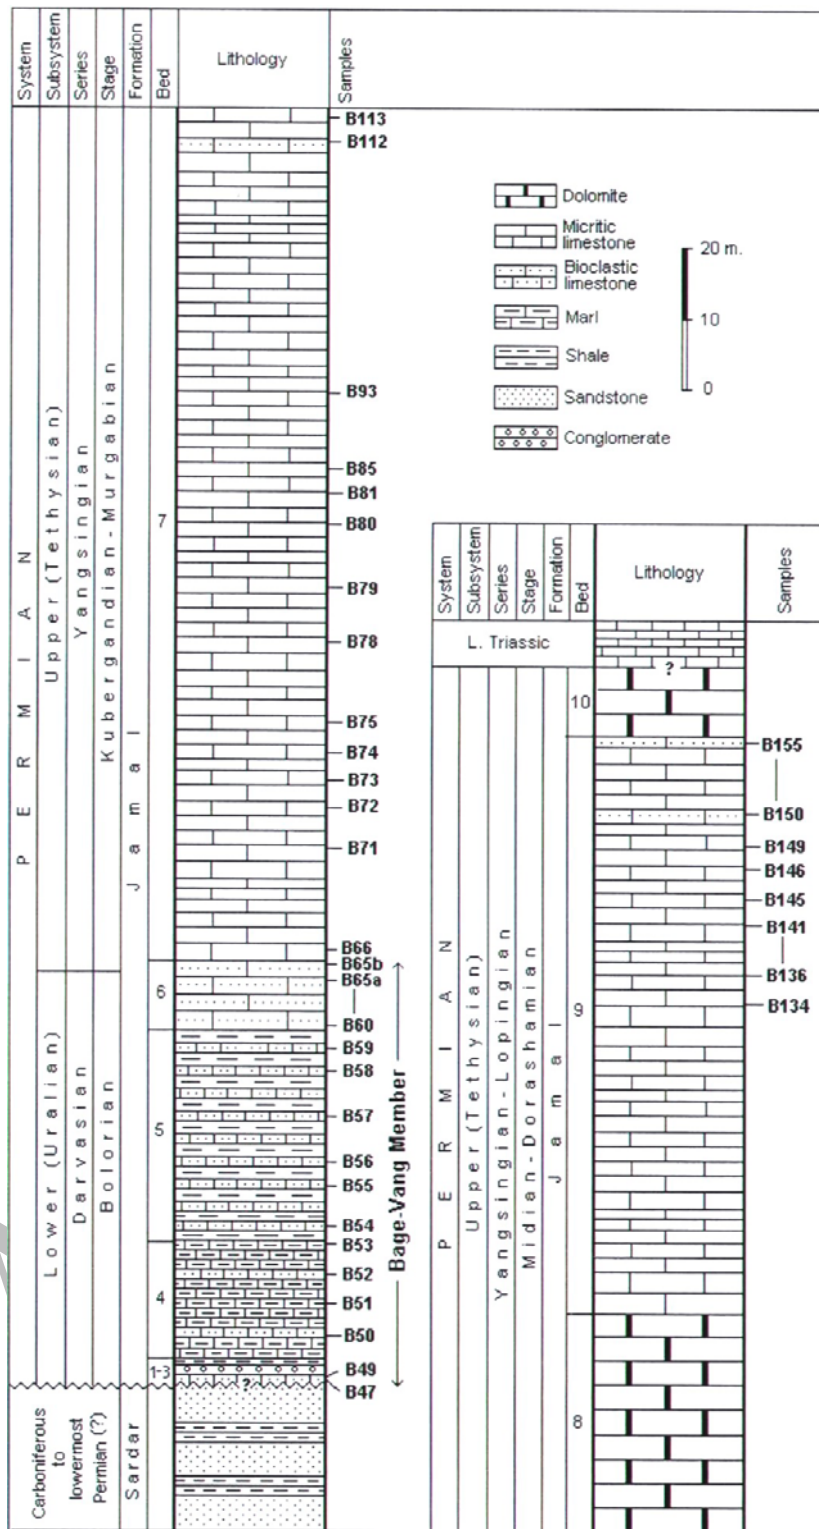 System
Subsystem
Series
Stage
Formation
Bed
Lithology
Samples
PERMIAN
Upper (Tethysian)
Yangsingian
Kubergandian-Murgabian
Jamal
7
B113
B112
B93
B85
B81
B80
B79
B78
B75
B74
B73
B72
B71
B66
Lower (Uralian)
Darvasian
Bolorian
6
5
4
1-3
B65b
B65a
B60
B59
B58
B57
B56
B55
B54
B53
B52
B51
B50
B49
B47
?
Bage-Vang Member
Carboniferous
to
lowermost
Permian (?)
Sardar
Dolomite
Micritic
limestone
Bioclastic
limestone
Marl
Shale
Sandstone
Conglomerate
20 m.
10
0
System
Subsystem
Series
Stage
Formation
Bed
Lithology
Samples
L. Triassic
?
PERMIAN
Upper (Tethysian)
Yangsingian-Lopingian
Midian-Dorashamian
Jamal
10
9
8
B155
B150
B149
B146
B145
B141
B136
B134